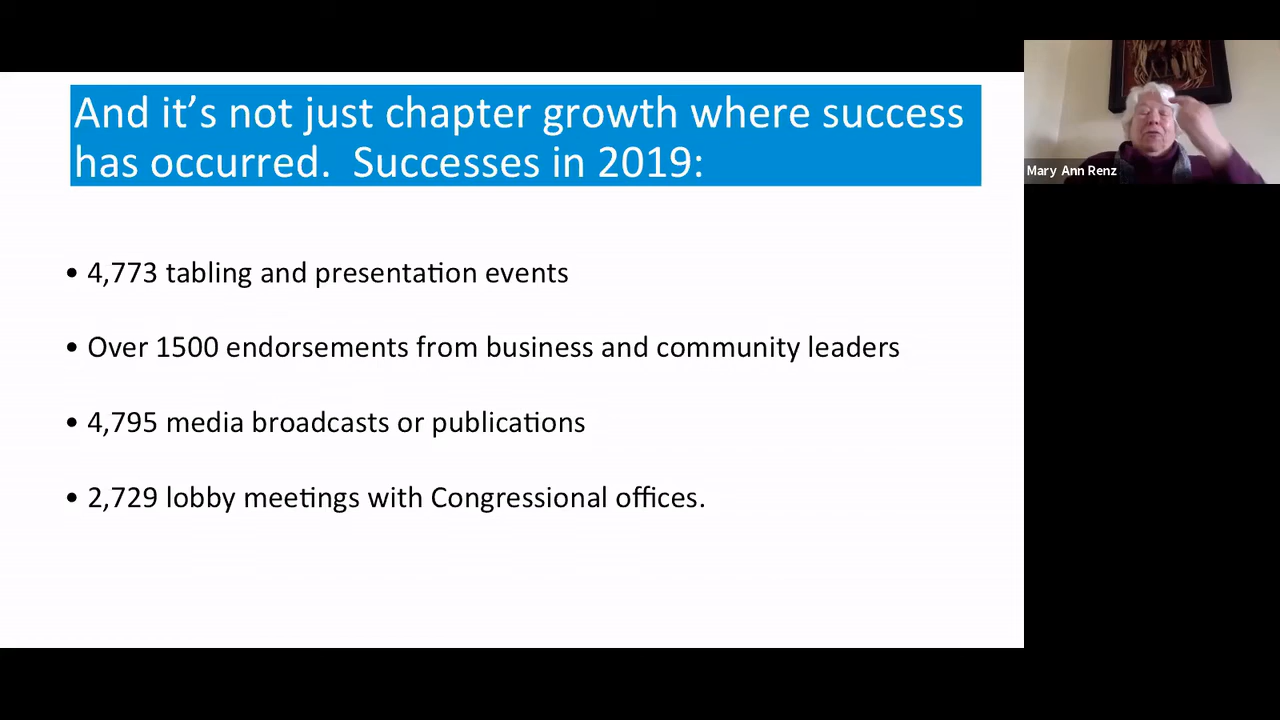 And it’s not just chapter growth where success
has occurred.  Successes in 2019:
• 4,773 tabling and presentation events
• Over 1500 endorsements from business and community leaders
• 4,795 media broadcasts or publications
• 2,729 lobby meetings with Congressional offices.
Mary Ann Renz